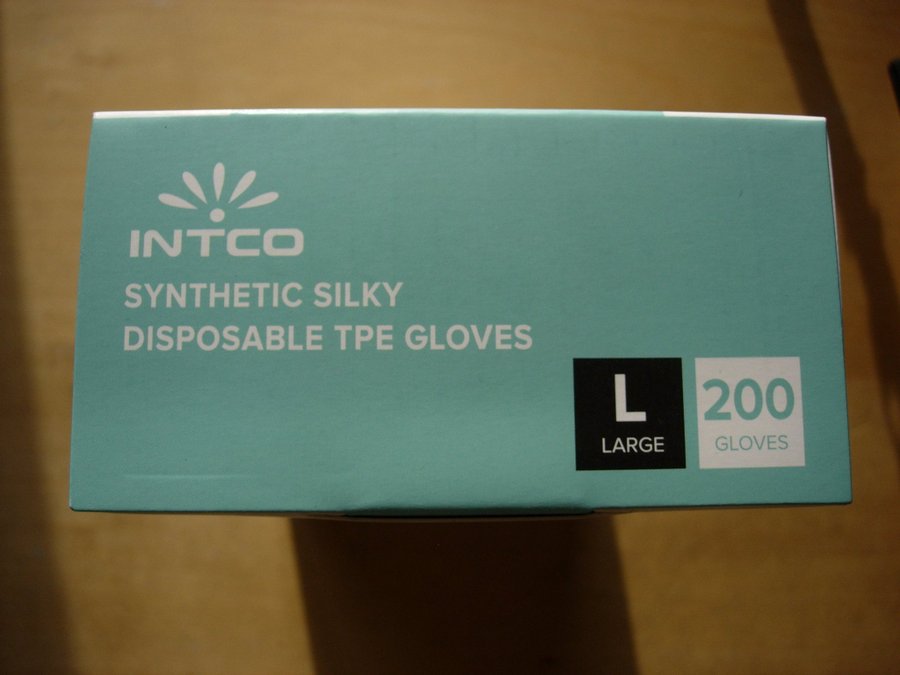 INTCO
SYNTHETIC SILKY
DISPOSABLE TPE GLOVES
L
LARGE
200
GLOVES